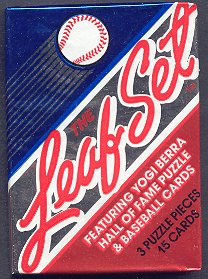 THE
Leaf Set
FEATURING YOGI BERRA
HALL OF FAME PUZZLE
& BASEBALL CARDS
3 PUZZLE PIECES
15 CARDS